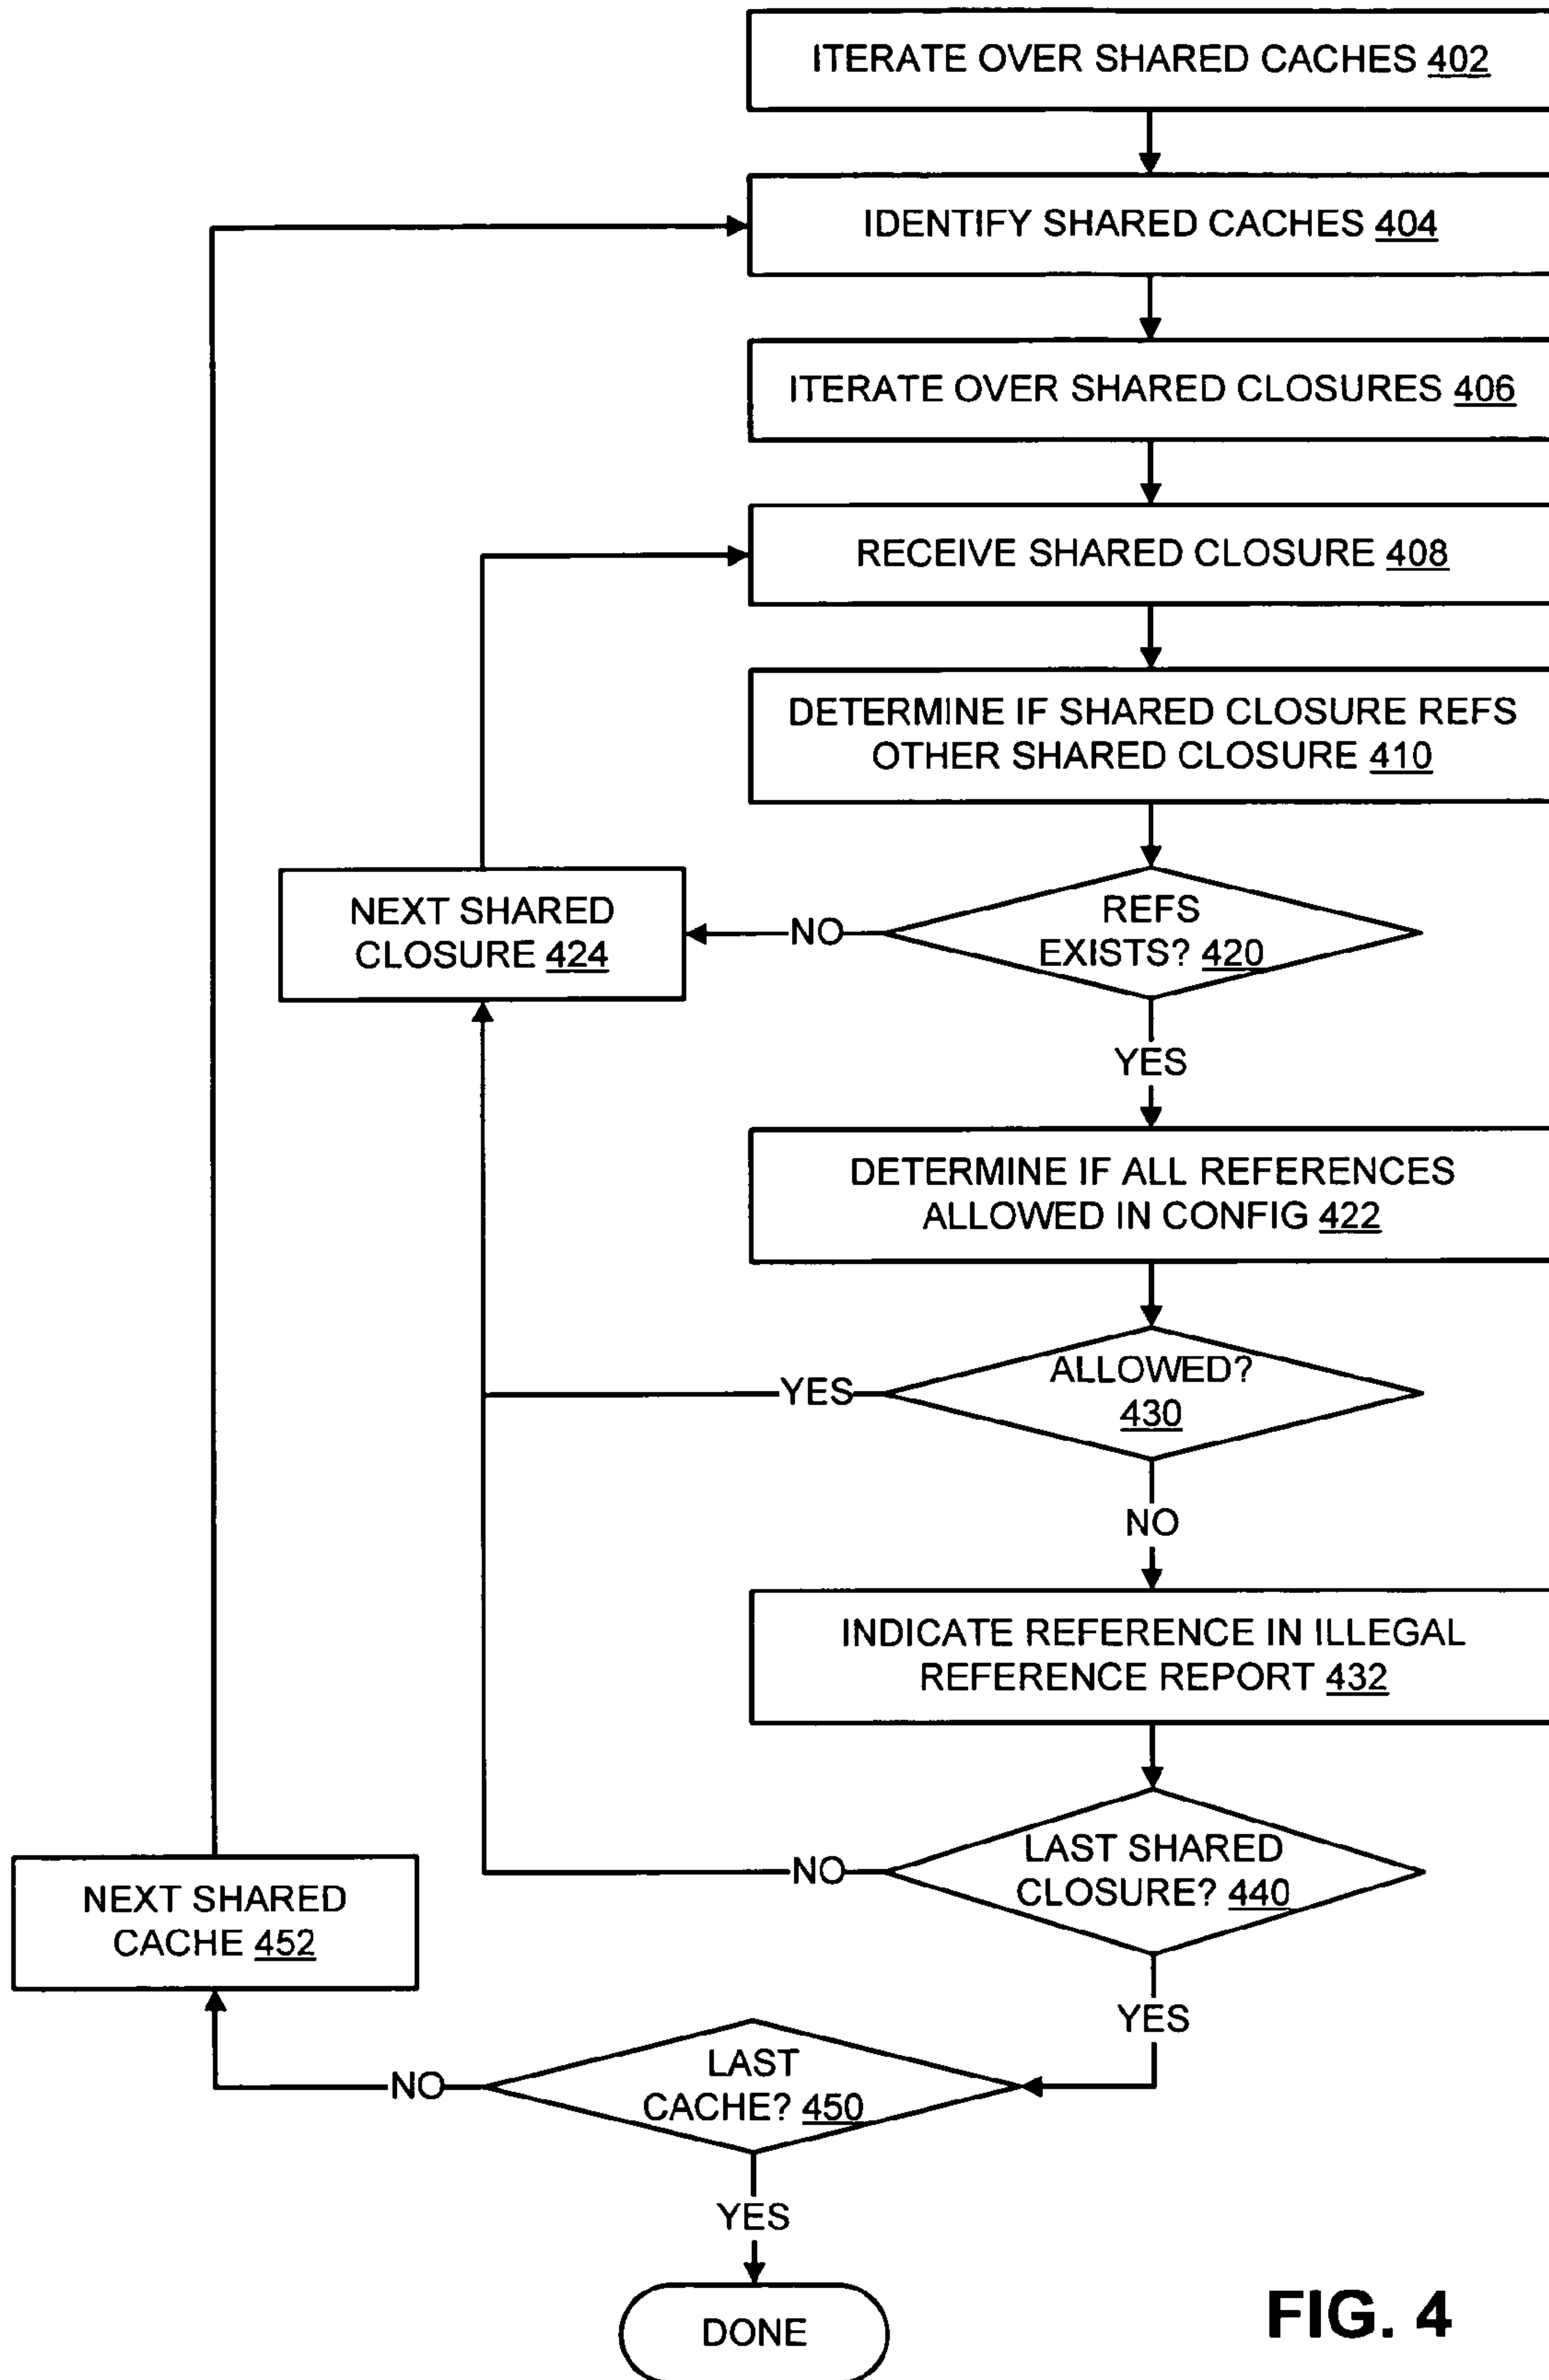 ITERATE OVER SHARED CACHES 402
IDENTIFY SHARED CACHES 404
ITERATE OVER SHARED CLOSURES 406
RECEIVE SHARED CLOSURE 408
DETERMINE IF SHARED CLOSURE REFS
OTHER SHARED CLOSURE 410
NEXT SHARED
CLOSURE 424
NO
REFS
EXISTS? 420
YES
DETERMINE IF ALL REFERENCES
ALLOWED IN CONFIG 422
YES
ALLOWED?
430
NO
INDICATE REFERENCE IN ILLEGAL
REFERENCE REPORT 432
NO
LAST SHARED
CLOSURE? 440
NEXT SHARED
CACHE 452
YES
NO
LAST
CACHE? 450
YES
DONE
FIG. 4